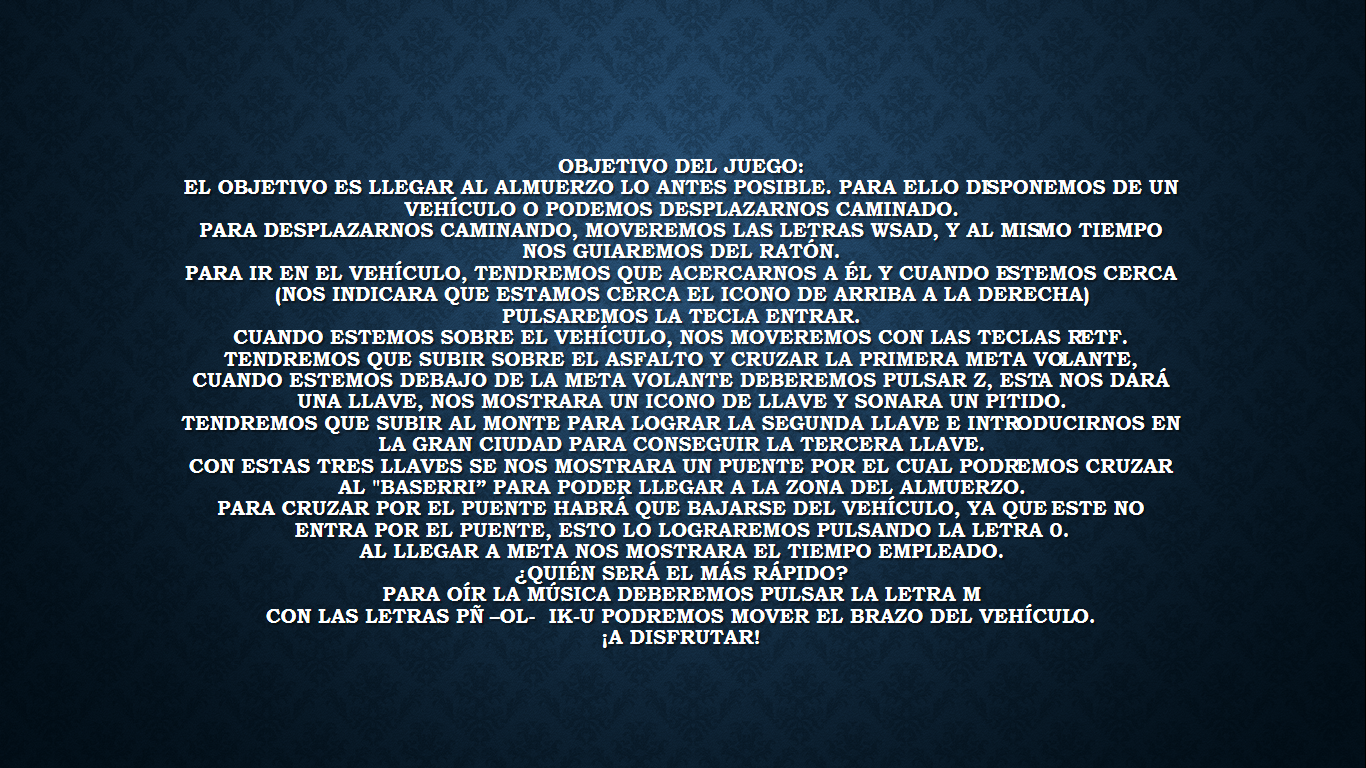 OBJETIVO DEL JUEGO:
EL OBJETIVO ES LLEGAR AL ALMUERZO LO ANTES POSIBLE. PARA ELLO DISPONEMOS DE UN
VEHÍCULO O PODEMOS DESPLAZARNOS CAMINADO.
PARA DESPLAZARNOS CAMINANDO, MOVEREMOS LAS LETRAS WSAD, Y AL MISMO TIEMPO
NOS GUIAREMOS DEL RATÓN.
PARA IR EN EL VEHÍCULO, TENDREMOS QUE ACERCARNOS A ÉL Y CUANDO ESTEMOS CERCA
(NOS INDICARA QUE ESTAMOS CERCA EL ICONO DE ARRIBA A LA DERECHA)
PULSAREMOS LA TECLA ENTRAR.
CUANDO ESTEMOS SOBRE EL VEHÍCULO, NOS MOVEREMOS CON LAS TECLAS RETF.
TENDREMOS QUE SUBIR SOBRE EL ASFALTO Y CRUZAR LA PRIMERA META VOLANTE,
CUANDO ESTEMOS DEBAJO DE LA META VOLANTE DEBEREMOS PULSAR Z, ESTA NOS DARÁ
UNA LLAVE, NOS MOSTRARA UN ICONO DE LLAVE Y SONARA UN PITIDO.
TENDREMOS QUE SUBIR AL MONTE PARA LOGRAR LA SEGUNDA LLAVE E INTRODUCIRNOS EN
LA GRAN CIUDAD PARA CONSEGUIR LA TERCERA LLAVE.
CON ESTAS TRES LLAVES SE NOS MOSTRARA UN PUENTE POR EL CUAL PODREMOS CRUZAR
AL "BASERRI” PARA PODER LLEGAR A LA ZONA DEL ALMUERZO.
PARA CRUZAR POR EL PUENTE HABRÁ QUE BAJARSE DEL VEHÍCULO, YA QUE ESTE NO
ENTRA POR EL PUENTE, ESTO LO LOGRAREMOS PULSANDO LA LETRA 0.
AL LLEGAR A META NOS MOSTRARA EL TIEMPO EMPLEADO.
¿QUIÉN SERÁ EL MÁS RÁPIDO?
PARA OÍR LA MÚSICA DEBEREMOS PULSAR LA LETRA M
CON LAS LETRAS PÑ –OL- IK-U PODREMOS MOVER EL BRAZO DEL VEHÍCULO.
¡A DISFRUTAR!